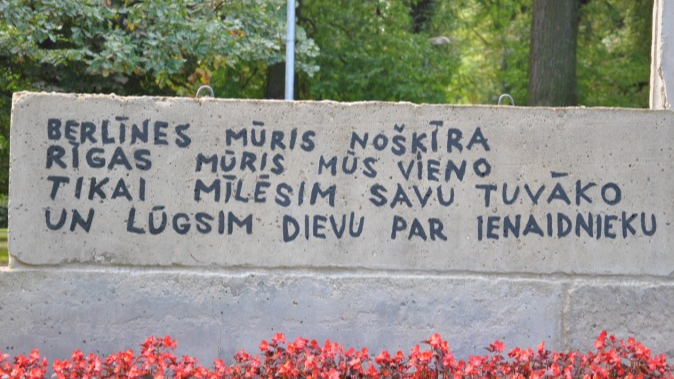 BERLĪNES MŪRIS NOŠĶĪRA
RĪGAS MŪRIS MŪS VIENO
TIKAI MĪLĒSIM SAVU TUVĀKO
UN LŪGSIM DIEVU PAR IENAIDNIEKU